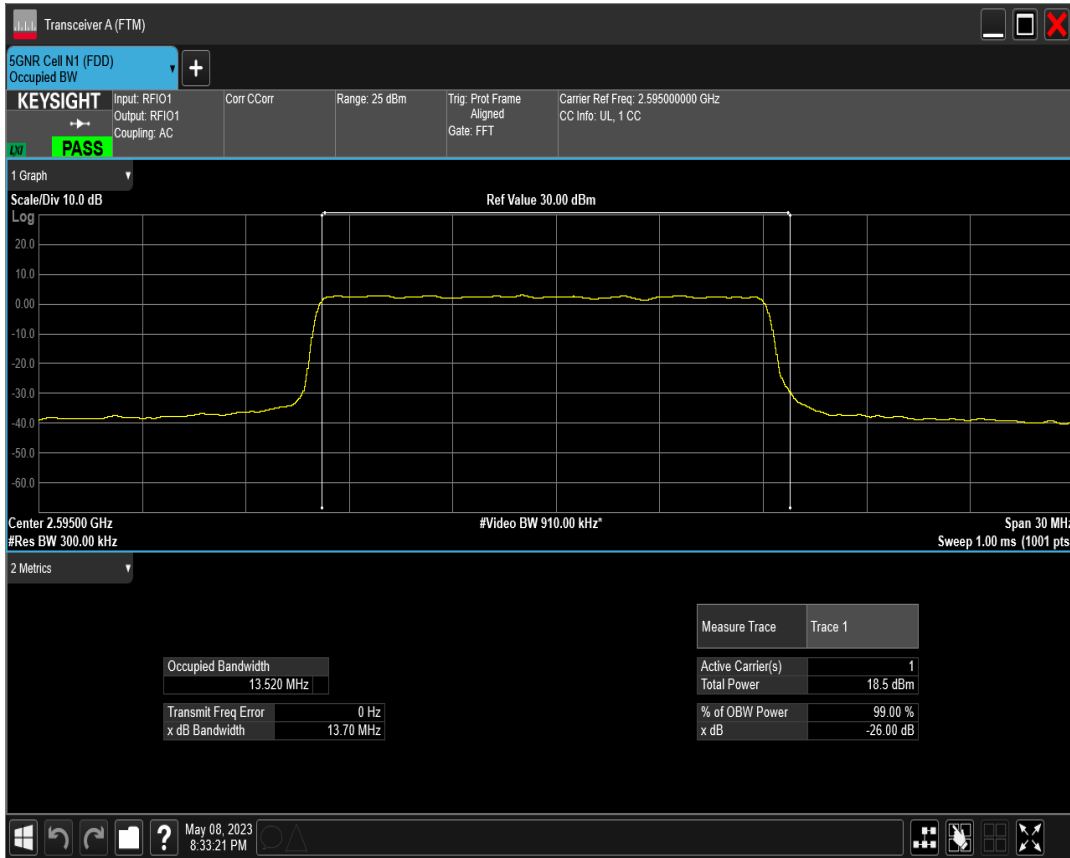 Transceiver A (FTM)
5GNR Cell N1 (FDD)
Occupied BW
+
KEYSIGHT
LXI
PASS
Input: RFIO1
Output: RFIO1
Coupling: AC
Corr CCorr
Range: 25 dBm
Trig: Prot Frame
Aligned
Gate: FFT
Carrier Ref Freq: 2.595000000 GHz
CC Info: UL, 1 CC
1 Graph
Scale/Div 10.0 dB
Ref Value 30.00 dBm
Log
20.0
10.0
0.00
-10.0
-20.0
-30.0
-40.0
-50.0
-60.0
Center 2.59500 GHz
#Video BW 910.00 kHz*
Span 30 MHz
#Res BW 300.00 kHz
Sweep 1.00 ms (1001 pts
2 Metrics
Measure Trace Trace 1
Occupied Bandwidth
13.520 MHz
Active Carrier(s) 1
Total Power 18.5 dBm
Transmit Freq Error 0 Hz
x dB Bandwidth 13.70 MHz
% of OBW Power 99.00 %
x dB -26.00 dB
?
May 08, 2023
8:33:21 PM